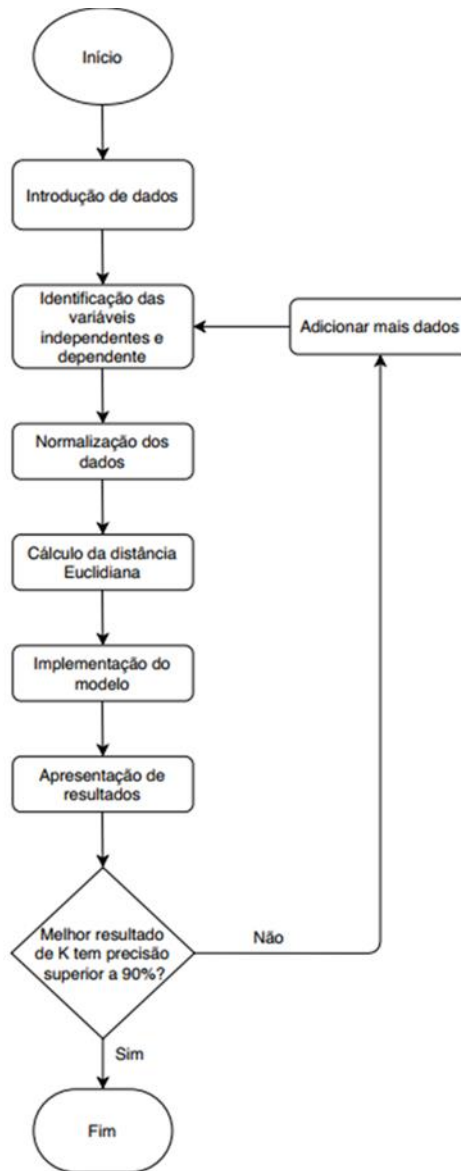 Início
Introdução de dados
Identificação das
variáveis
independentes e
dependente
Adicionar mais dados
Normalização dos
dados
Cálculo da distância
Euclidiana
Implementação do
modelo
Apresentação de
resultados
Melhor resultado
de K tem precisão
superior a 90%?
Não
Sim
Fim